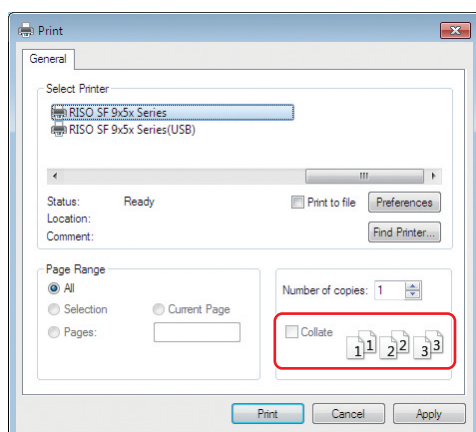 Print
General
Select Printer
RISO SF 9x5x Series
RISO SF 9x5x Series(USB)
Status: Ready
Print to file
Preferences
Location:
Comment:
Find Printer...
Page Range
All
Selection
Current Page
Pages:
Number of copies: 1
Collate
1 1 2 2 3 3
Print Cancel Apply